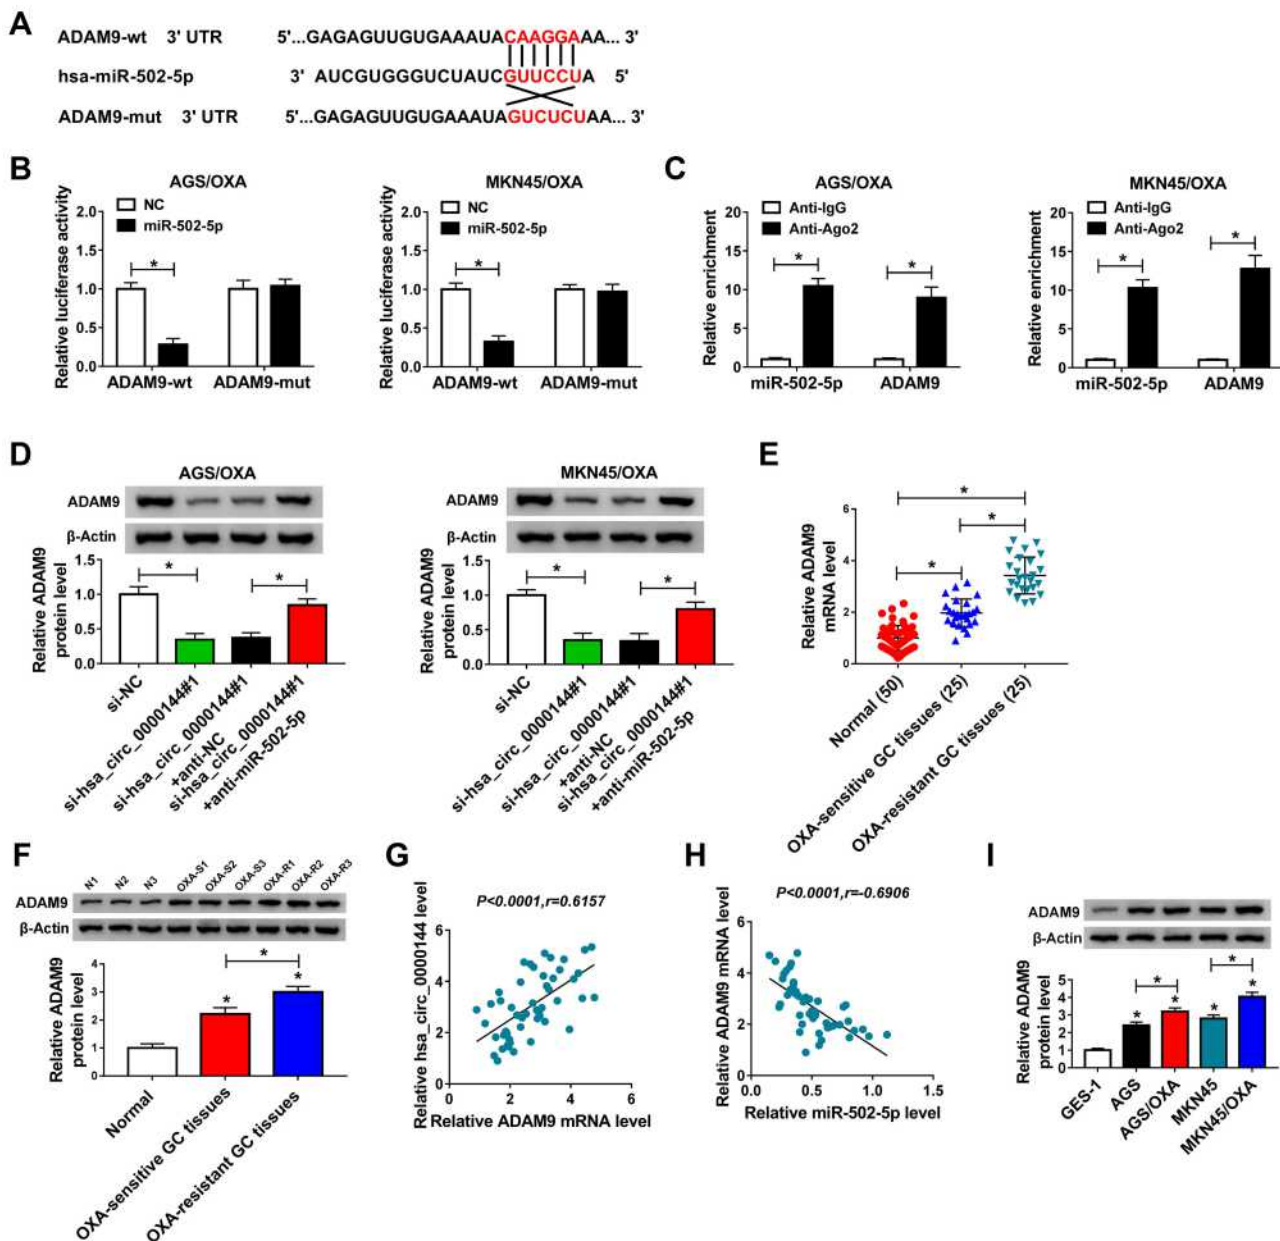 A
ADAM9-wt 3' UTR 5'...GAGAGUUGUGAAAUACAAGGAAA... 3'
hsa-miR-502-5p 3' AUCGUGGGUCUAUCGUUCCUA 5'
ADAM9-mut 3' UTR 5'...GAGAGUUGUGAAAUAGUCUCUAA... 3'
B
AGS/OXA
NC
miR-502-5p
Relative luciferase activity
2.0
1.5
1.0
0.5
0.0
*
ADAM9-wt ADAM9-mut
MKN45/OXA
NC
miR-502-5p
Relative luciferase activity
2.0
1.5
1.0
0.5
0.0
*
ADAM9-wt ADAM9-mut
C
AGS/OXA
Anti-IgG
Anti-Ago2
Relative enrichment
20
15
10
5
0
* *
miR-502-5p ADAM9
MKN45/OXA
Anti-IgG
Anti-Ago2
Relative enrichment
20
15
10
5
0
* *
miR-502-5p ADAM9
D
AGS/OXA
ADAM9
β-Actin
Relative ADAM9
protein level
1.5
1.0
0.5
0.0
* *
si-NC
si-hsa_circ_0000144#1
si-hsa_circ_0000144#1
+anti-NC
si-hsa_circ_0000144#1
+anti-miR-502-5p
MKN45/OXA
ADAM9
β-Actin
Relative ADAM9
protein level
1.5
1.0
0.5
0.0
* *
si-NC
si-hsa_circ_0000144#1
si-hsa_circ_0000144#1
+anti-NC
si-hsa_circ_0000144#1
+anti-miR-502-5p
E
Relative ADAM9
mRNA level
6
4
2
0
*
*
*
Normal (50)
OXA-sensitive GC tissues (25)
OXA-resistant GC tissues (25)
F
N1 N2 N3 OXA-S1 OXA-S2 OXA-S3 OXA-R1 OXA-R2 OXA-R3
ADAM9
β-Actin
Relative ADAM9
protein level
4
3
2
1
0
*
* *
Normal
OXA-sensitive GC tissues
OXA-resistant GC tissues
G
P<0.0001,r=0.6157
Relative hsa_circ_0000144 level
6
4
2
0
0 2 4 6
Relative ADAM9 mRNA level
H
P<0.0001,r=-0.6906
Relative ADAM9 mRNA level
6
4
2
0
0.0 0.5 1.0 1.5
Relative miR-502-5p level
I
ADAM9
β-Actin
Relative ADAM9
protein level
5
4
3
2
1
0
* *
* * * *
GES-1
AGS
AGS/OXA
MKN45
MKN45/OXA